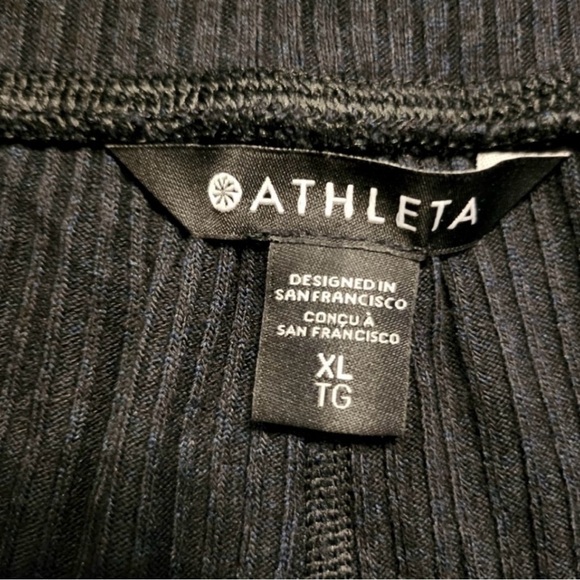 ATHLETA
DESIGNED IN
SAN FRANCISCO
CONÇU À
SAN FRANCISCO
XL
TG